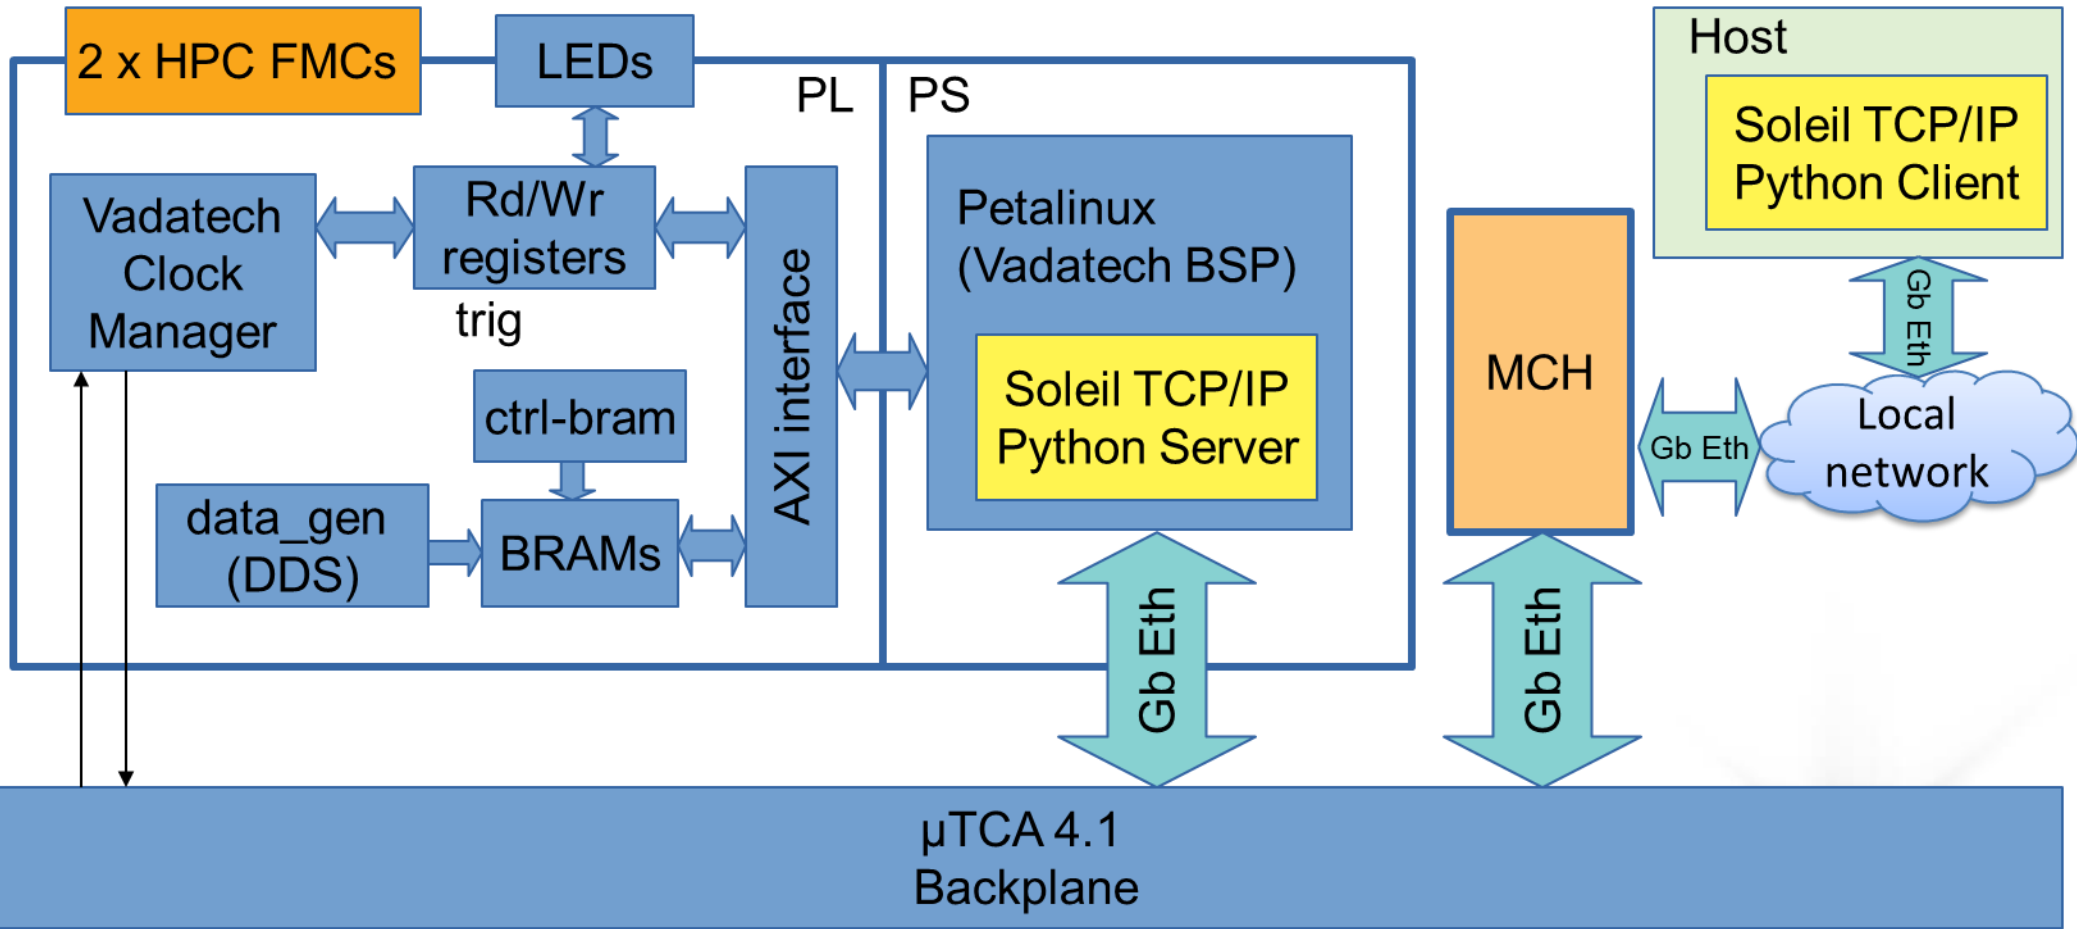 2 x HPC FMCs
LEDs
PL
PS
Host
Soleil TCP/IP
Python Client
Vadatech
Clock
Manager
Rd/Wr
registers
trig
AXI interface
Petalinux
(Vadatech BSP)
Soleil TCP/IP
Python Server
MCH
Gb Eth
Gb Eth
Local
network
ctrl-bram
data_gen
(DDS)
BRAMs
Gb Eth
Gb Eth
µTCA 4.1
Backplane